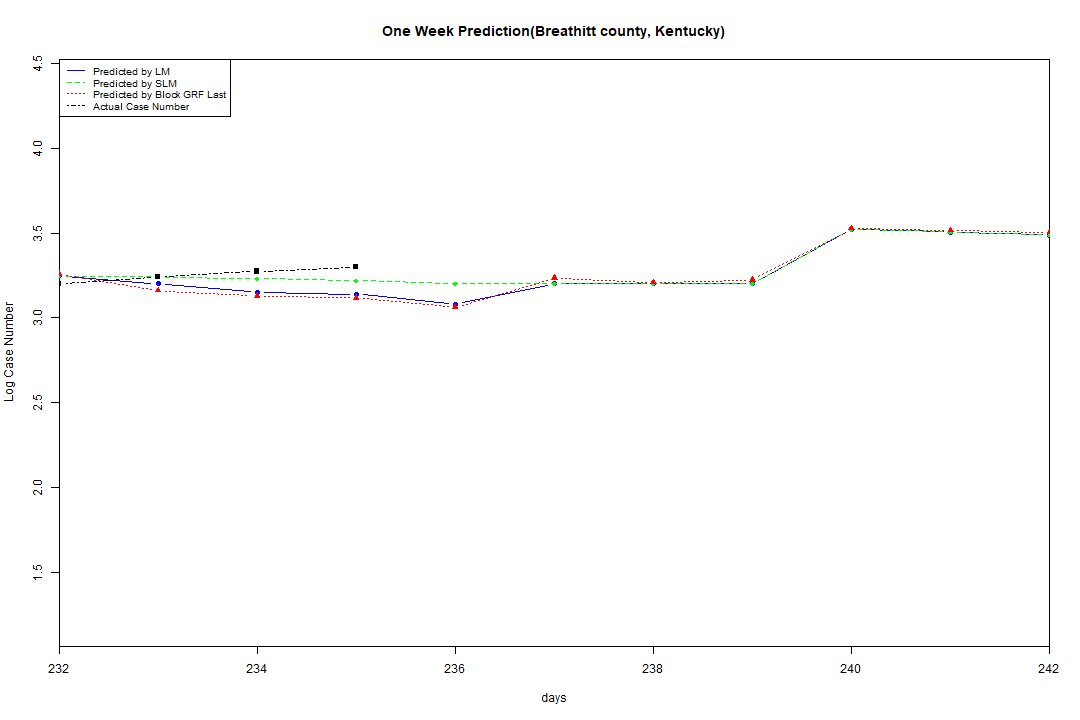 One Week Prediction(Breathitt county, Kentucky)
Predicted by LM
Predicted by SLM
Predicted by Block GRF Last
Actual Case Number
4.5
4.0
3.5
3.0
2.5
2.0
1.5
Log Case Number
232 234 236 238 240 242
days